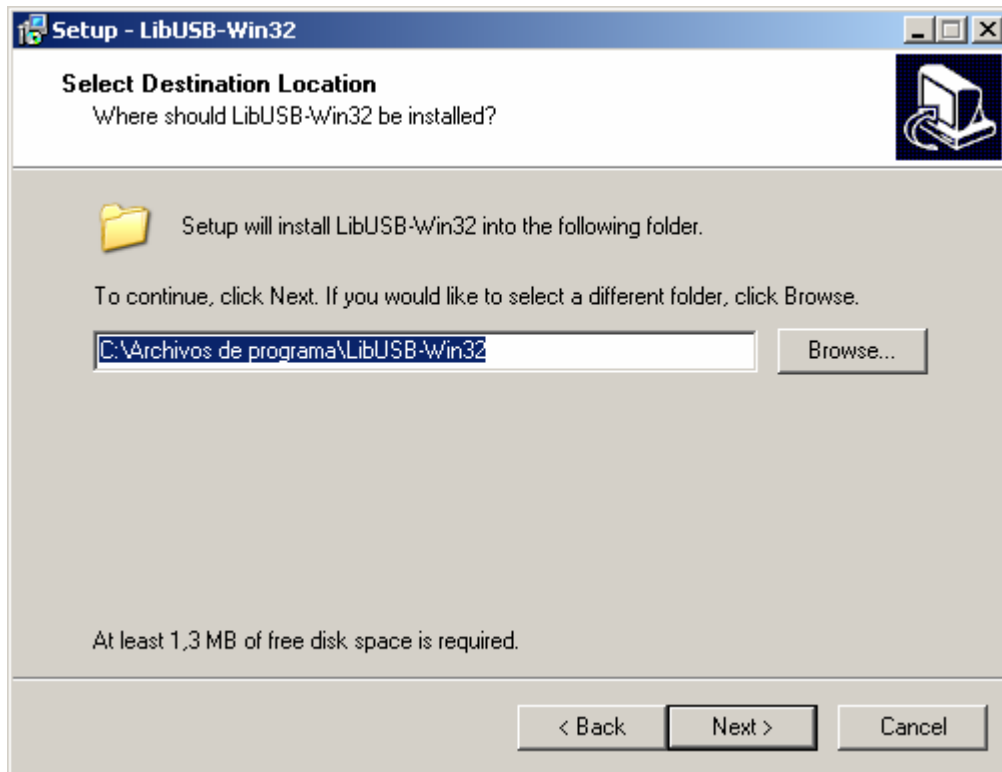 Setup - LibUSB-Win32
Select Destination Location
Where should LibUSB-Win32 be installed?
Setup will install LibUSB-Win32 into the following folder.
To continue, click Next. If you would like to select a different folder, click Browse.
C:\Archivos de programa\LibUSB-Win32
Browse...
At least 1,3 MB of free disk space is required.
< Back
Next >
Cancel